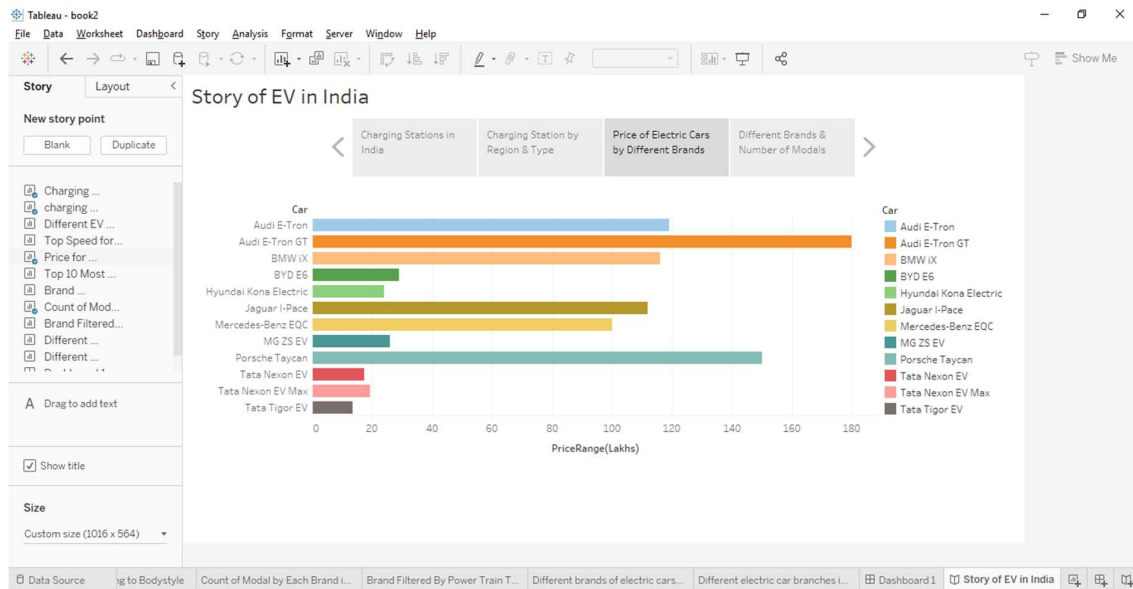 Tableau - book2
File Data Worksheet Dashboard Story Analysis Format Server Window Help
Show Me
Story Layout
New story point
Blank Duplicate
Charging ...
charging ...
Different EV ...
Top Speed for...
Price for ...
Top 10 Most ...
Brand ...
Count of Mod...
Brand Filtered...
Different ...
Different ...
A Drag to add text
Show title
Size
Custom size (1016 x 564)
Story of EV in India
Charging Stations in India
Charging Station by Region & Type
Price of Electric Cars by Different Brands
Different Brands & Number of Modals
Car
Audi E-Tron
Audi E-Tron GT
BMW iX
BYD E6
Hyundai Kona Electric
Jaguar I-Pace
Mercedes-Benz EQC
MG ZS EV
Porsche Taycan
Tata Nexon EV
Tata Nexon EV Max
Tata Tigor EV
0 20 40 60 80 100 120 140 160 180
PriceRange(Lakhs)
Car
Audi E-Tron
Audi E-Tron GT
BMW iX
BYD E6
Hyundai Kona Electric
Jaguar I-Pace
Mercedes-Benz EQC
MG ZS EV
Porsche Taycan
Tata Nexon EV
Tata Nexon EV Max
Tata Tigor EV
Data Source to Bodystyle Count of Modal by Each Brand i... Brand Filtered By Power Train T... Different brands of electric cars... Different electric car branches i... Dashboard 1 Story of EV in India